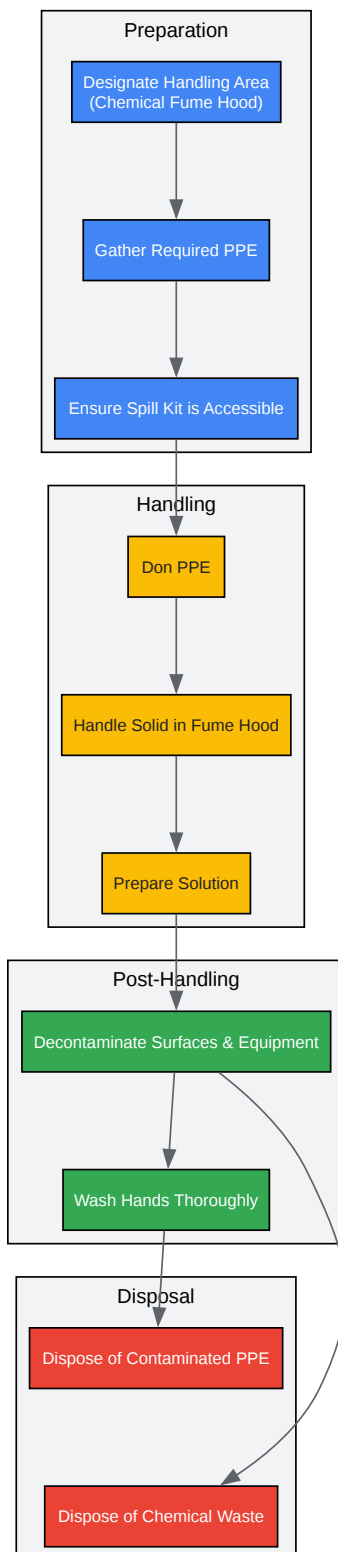 Preparation
Designate Handling Area
(Chemical Fume Hood)
Gather Required PPE
Ensure Spill Kit is Accessible
Handling
Don PPE
Handle Solid in Fume Hood
Prepare Solution
Post-Handling
Decontaminate Surfaces & Equipment
Wash Hands Thoroughly
Disposal
Dispose of Contaminated PPE
Dispose of Chemical Waste